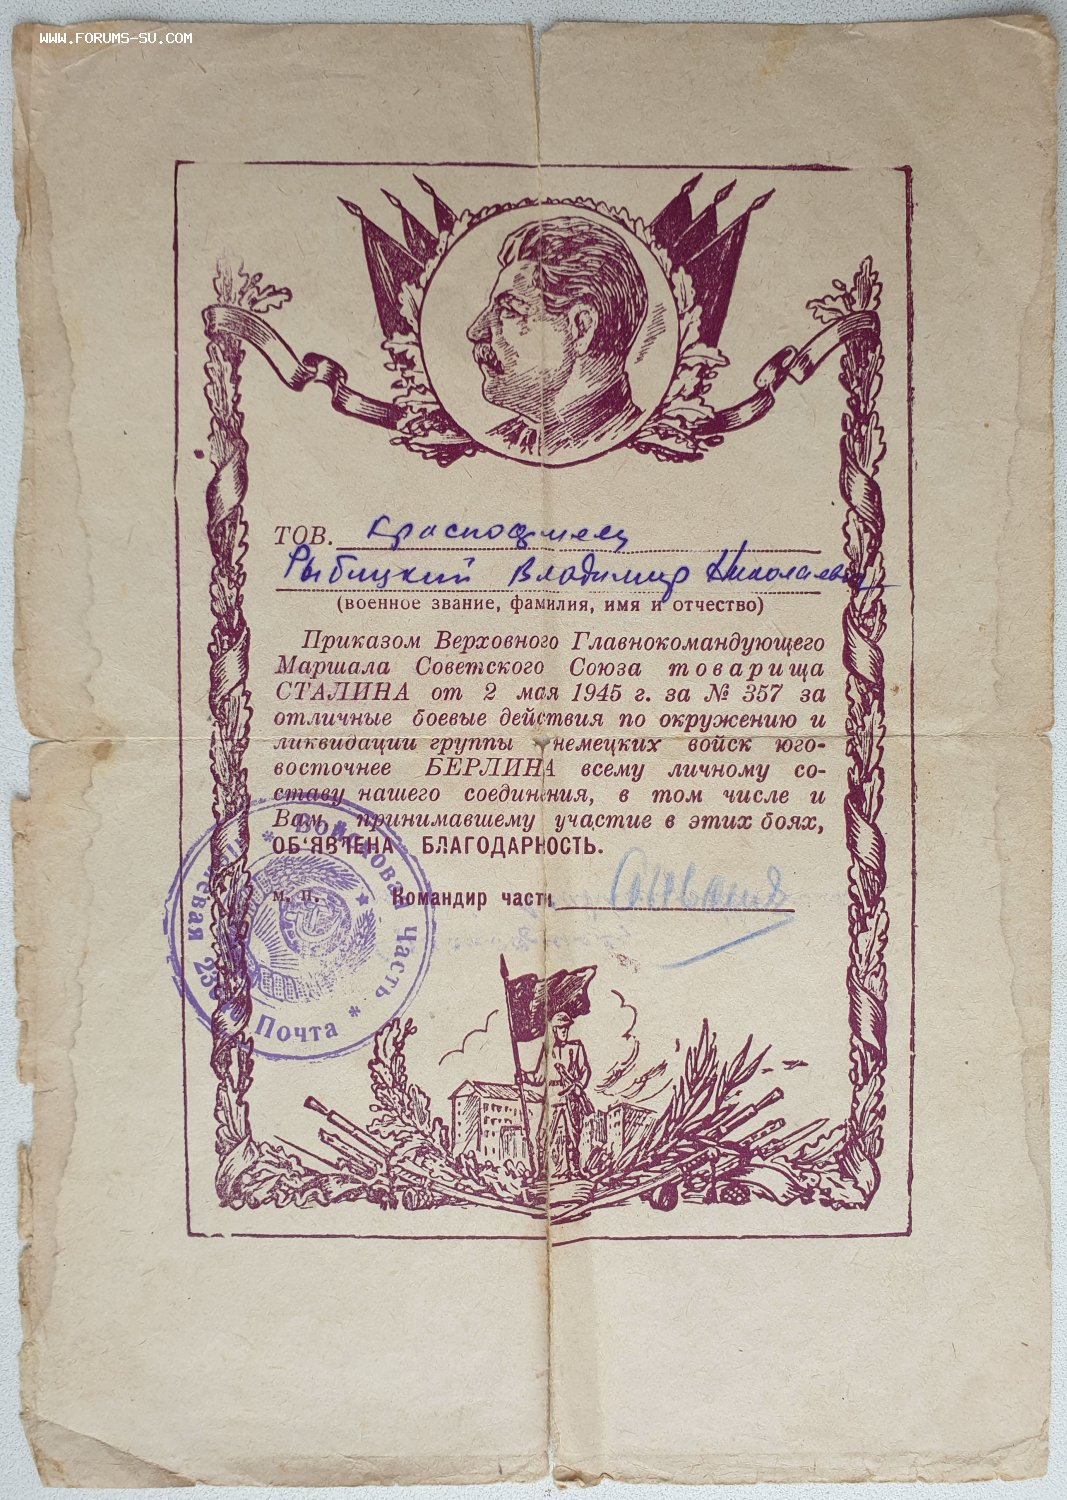 WWW.FORUMS-SU.COM
ТОВ. Красноармеец
Рыбицкий Владимир Николаевич
(военное звание, фамилия, имя и отчество)
Приказом Верховного Главнокомандующего
Маршала Советского Союза товарища
СТАЛИНА от 2 мая 1945 г. за № 357 за
отличные боевые действия по окружению и
ликвидации группы немецких войск юго-
восточнее БЕРЛИНА всему личному со-
ставу нашего соединения, в том числе и
Вам, принимавшему участие в этих боях,
ОБ'ЯВЛЕНА БЛАГОДАРНОСТЬ.
М. П. Командир части
* Войсковая часть * Полевая Почта